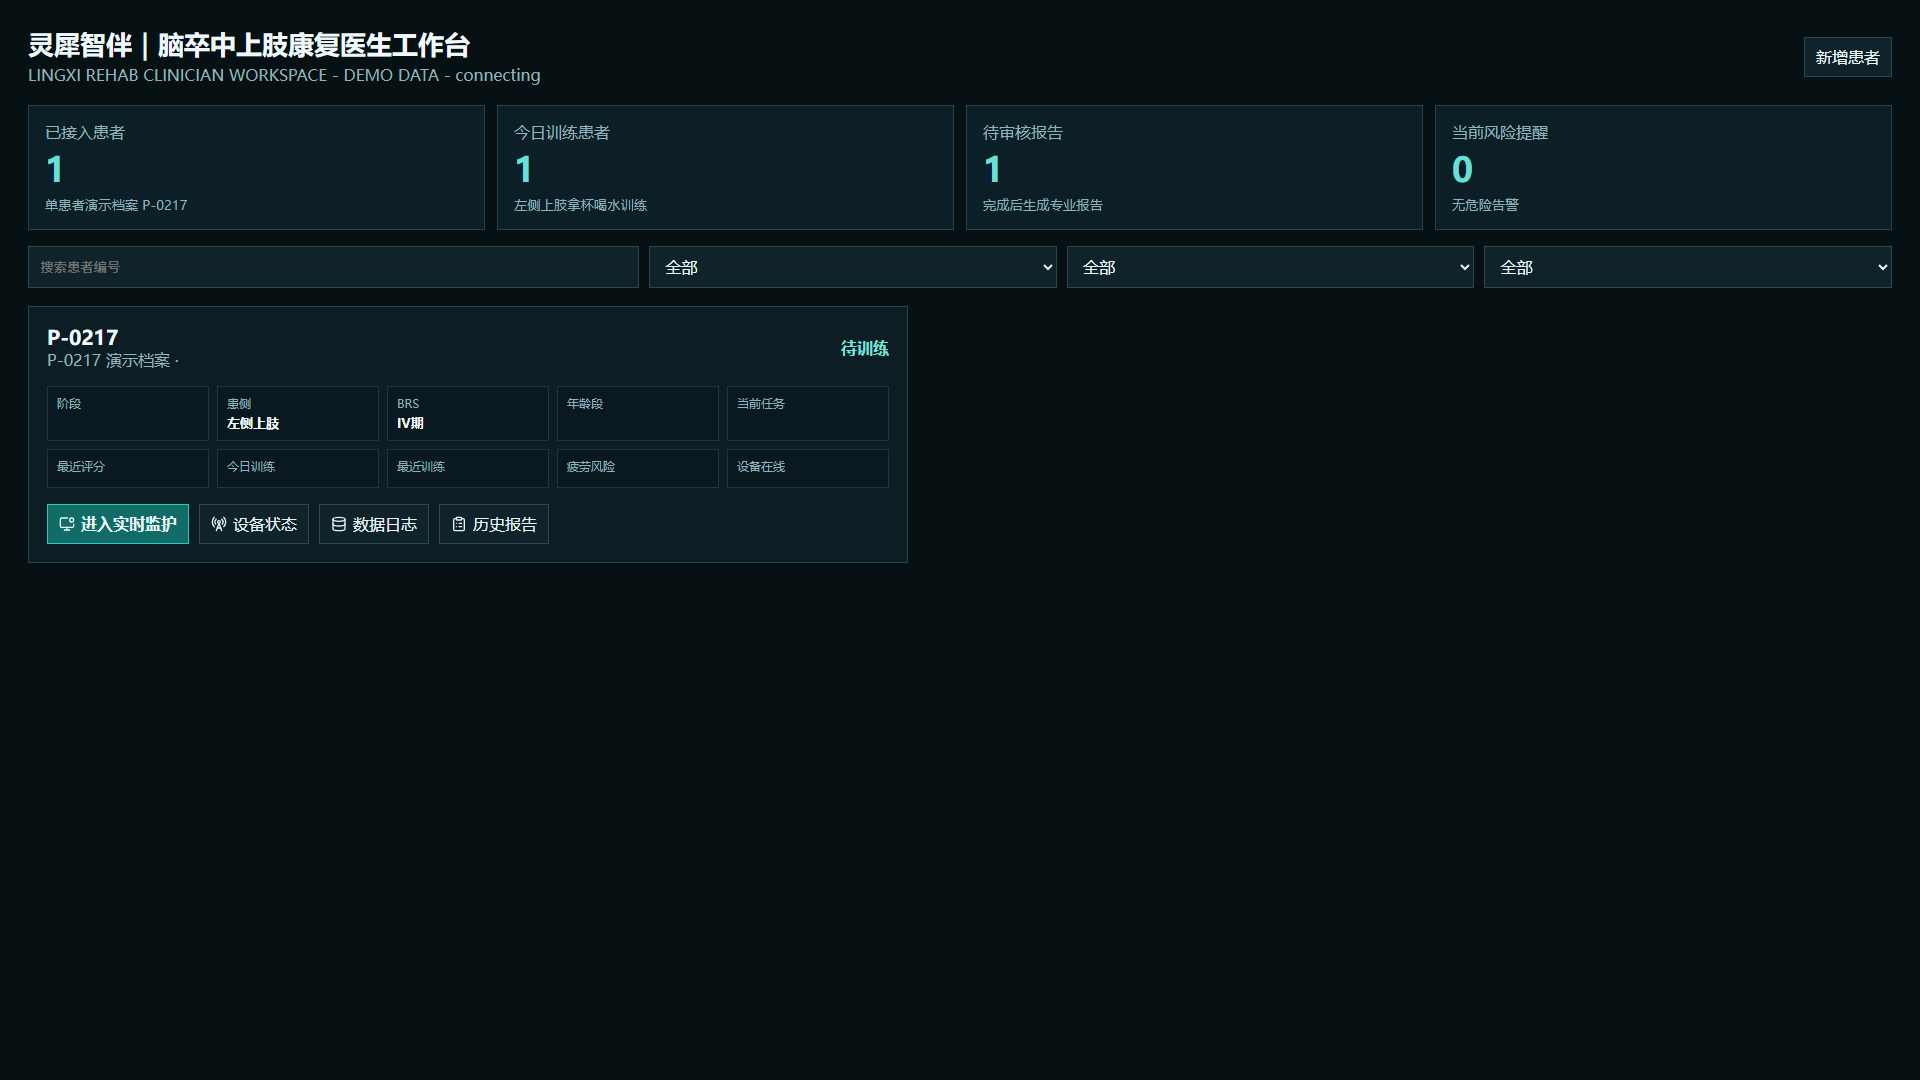 灵犀智伴｜脑卒中上肢康复医生工作台
LINGXI REHAB CLINICIAN WORKSPACE - DEMO DATA - connecting
新增患者
已接入患者
1
单患者演示档案 P-0217
今日训练患者
1
左侧上肢拿杯喝水训练
待审核报告
1
完成后生成专业报告
当前风险提醒
0
无危险告警
搜索患者编号
全部
全部
全部
P-0217
P-0217 演示档案 ·
待训练
阶段
患侧
左侧上肢
BRS
IV期
年龄段
当前任务
最近评分
今日训练
最近训练
疲劳风险
设备在线
进入实时监护
设备状态
数据日志
历史报告